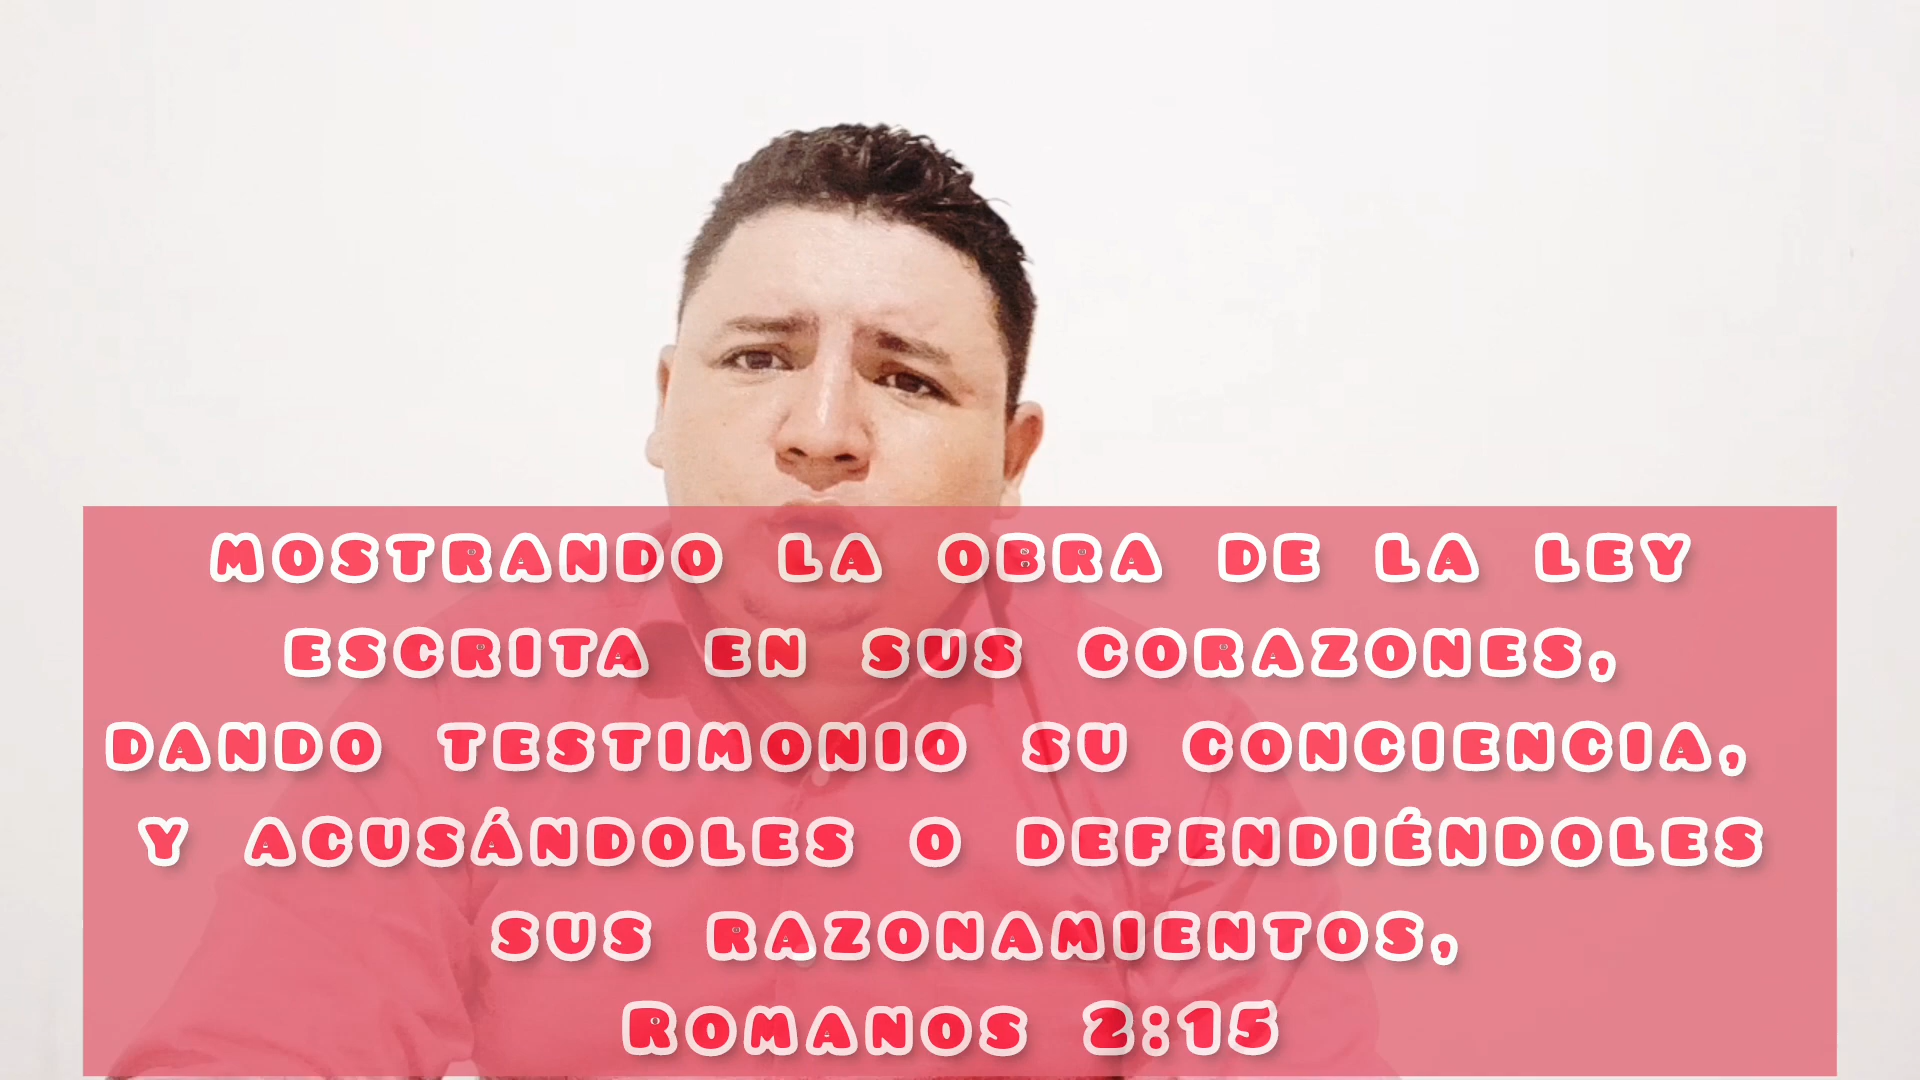 MOSTRANDO LA OBRA DE LA LEY
ESCRITA EN SUS CORAZONES,
DANDO TESTIMONIO SU CONCIENCIA,
Y ACUSÁNDOLES O DEFENDIÉNDOLES
SUS RAZONAMIENTOS,
ROMANOS 2:15